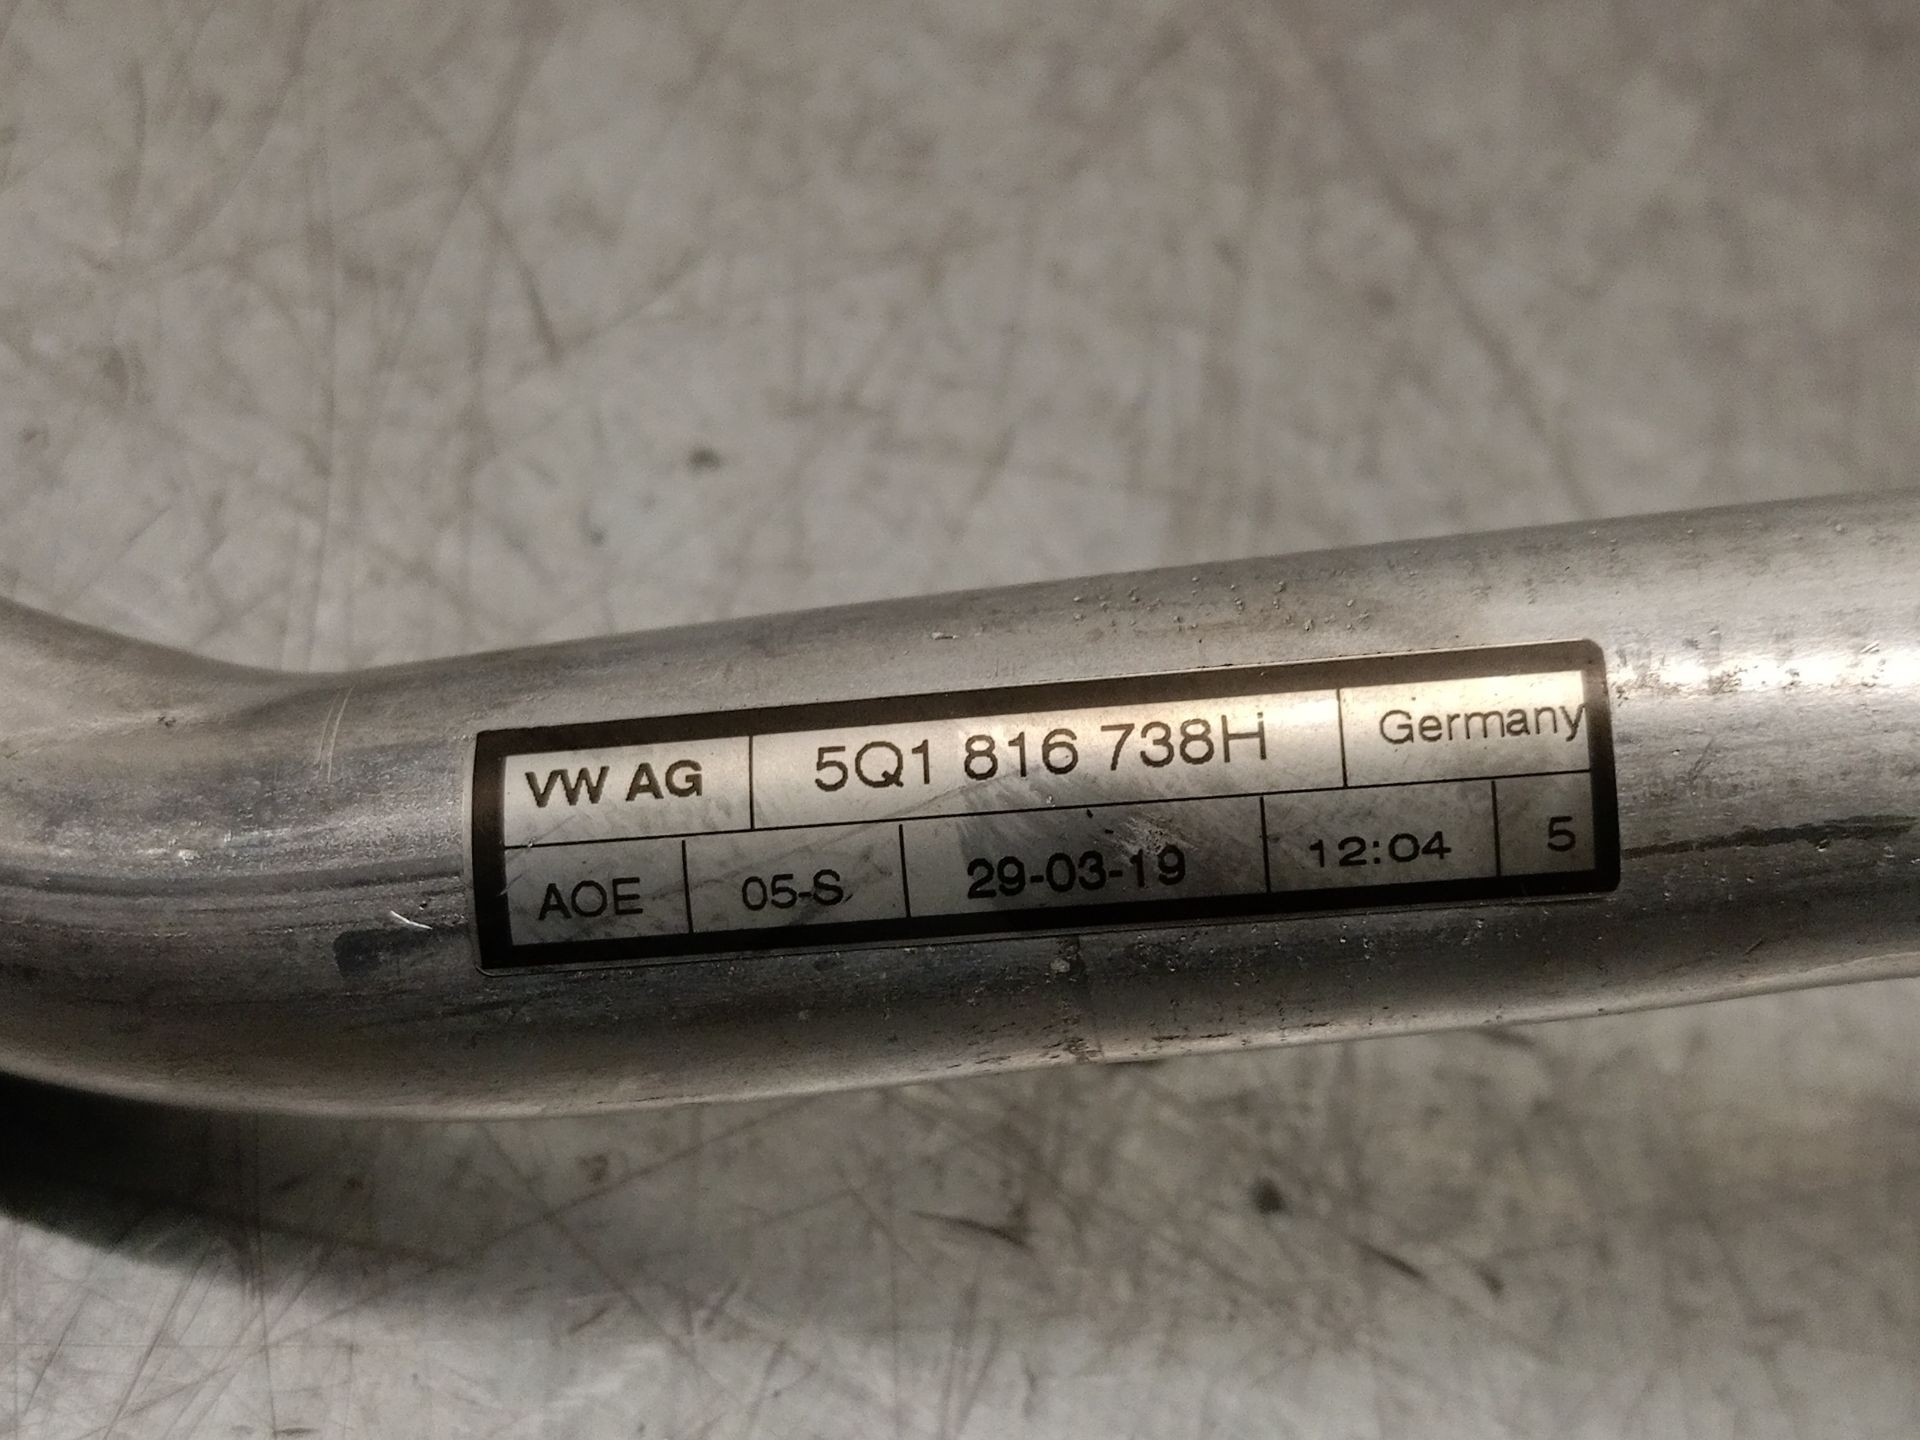 VW AG 5Q1 816 738H Germany
AOE 05-S 29-03-19 12:04 5